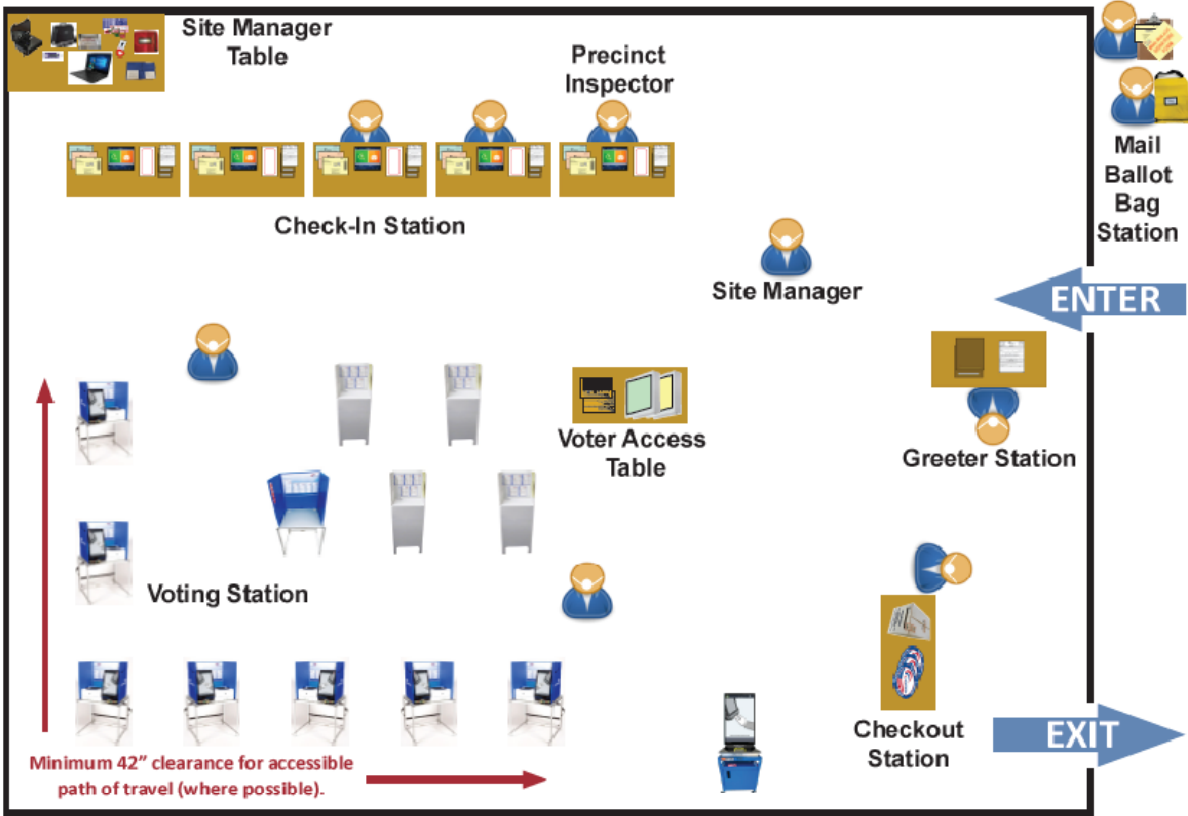 Site Manager
Table
Precinct
Inspector
Mail
Ballot
Bag
Station
Check-In Station
Site Manager
ENTER
Voter Access
Table
Greeter Station
Voting Station
Checkout
Station
EXIT
Minimum 42” clearance for accessible
path of travel (where possible).